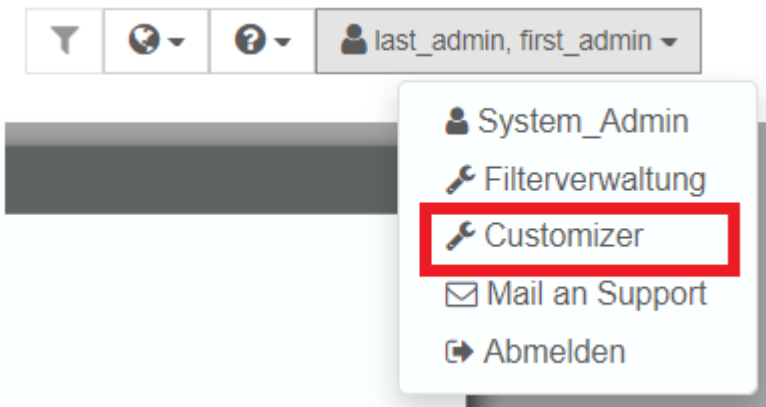 last_admin, first_admin
System_Admin
Filterverwaltung
Customizer
Mail an Support
Abmelden